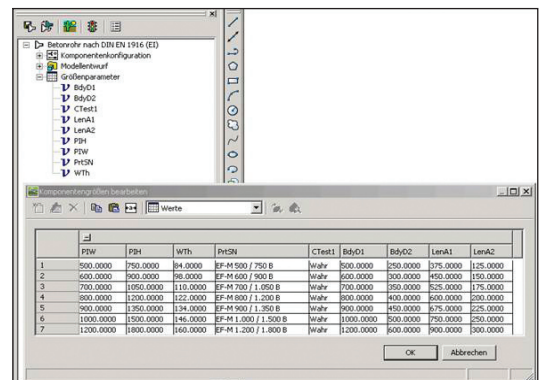 Betonrohr nach DIN EN 1916 (EI)
Komponentenkonfiguration
Modellentwurf
Größenparameter
BdyD1
BdyD2
CTest1
LenA1
LenA2
PIH
PIW
PrtSN
WTh
Komponentengrößen bearbeiten
Werte
PIW PIH WTh PrtSN CTest1 BdyD1 BdyD2 LenA1 LenA2
1 500.0000 750.0000 84.0000 EF-M 500 / 750 B Wahr 500.0000 250.0000 375.0000 125.0000
2 600.0000 900.0000 98.0000 EF-M 600 / 900 B Wahr 600.0000 300.0000 450.0000 150.0000
3 700.0000 1050.0000 110.0000 EF-M 700 / 1.050 B Wahr 700.0000 350.0000 525.0000 175.0000
4 800.0000 1200.0000 122.0000 EF-M 800 / 1.200 B Wahr 800.0000 400.0000 600.0000 200.0000
5 900.0000 1350.0000 134.0000 EF-M 900 / 1.350 B Wahr 900.0000 450.0000 675.0000 225.0000
6 1000.0000 1500.0000 146.0000 EF-M 1.000 / 1.500 B Wahr 1000.0000 500.0000 750.0000 250.0000
7 1200.0000 1800.0000 160.0000 EF-M 1.200 / 1.800 B Wahr 1200.0000 600.0000 900.0000 300.0000
OK Abbrechen